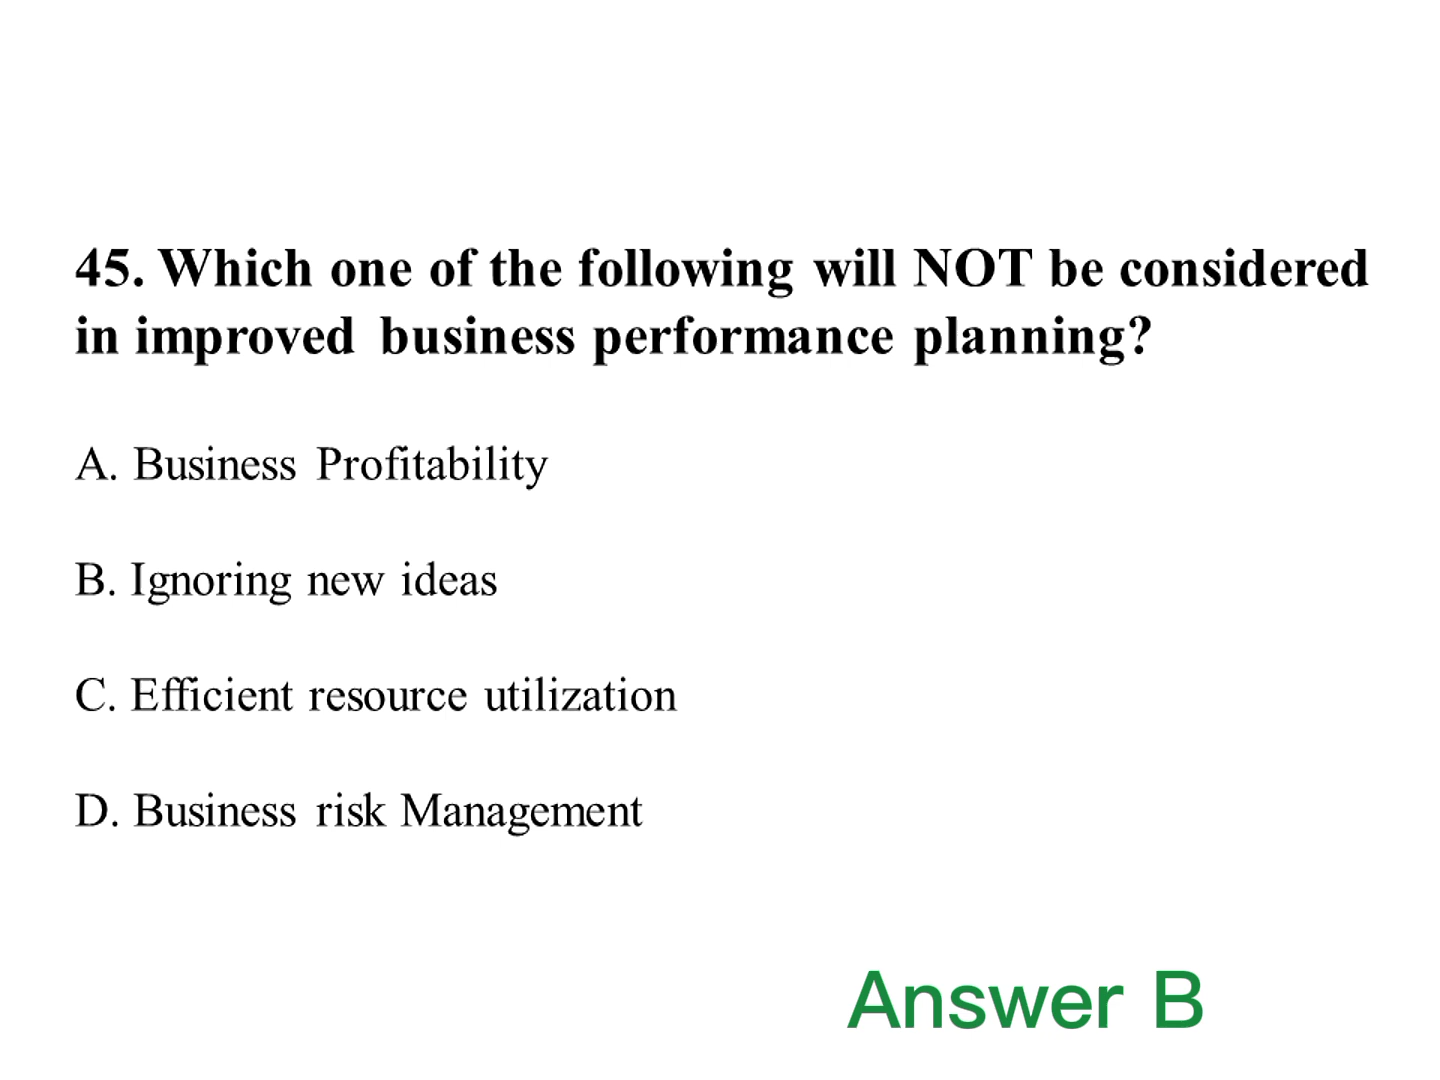 45. Which one of the following will NOT be considered
in improved business performance planning?
A. Business Profitability
B. Ignoring new ideas
C. Efficient resource utilization
D. Business risk Management
Answer B